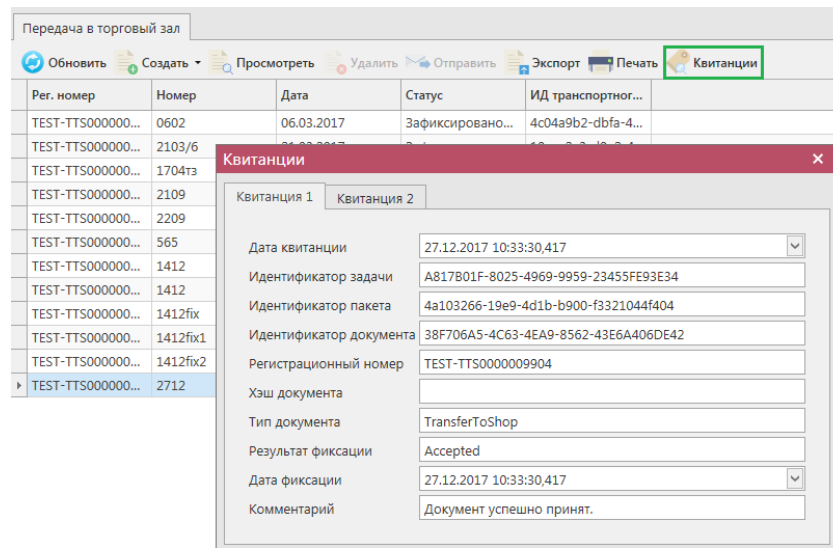 Передача в торговый зал
Обновить Создать Просмотреть Удалить Отправить Экспорт Печать Квитанции
Рег. номер Номер Дата Статус ИД транспортног...
TEST-TTS000000... 0602 06.03.2017 Зафиксировано... 4c04a9b2-dbfa-4...
TEST-TTS000000... 2103/6
Квитанции
TEST-TTS000000... 1704тз
Квитанция 1 Квитанция 2
TEST-TTS000000... 2109
TEST-TTS000000... 2209
TEST-TTS000000... 565
Дата квитанции 27.12.2017 10:33:30,417
TEST-TTS000000... 1412
Идентификатор задачи A817B01F-8025-4969-9959-23455FE93E34
TEST-TTS000000... 1412
Идентификатор пакета 4a103266-19e9-4d1b-b900-f3321044f404
TEST-TTS000000... 1412fix
TEST-TTS000000... 1412fix1
Идентификатор документа 38F706A5-4C63-4EA9-8562-43E6A406DE42
TEST-TTS000000... 1412fix2
Регистрационный номер TEST-TTS0000009904
TEST-TTS000000... 2712
Хэш документа
Тип документа TransferToShop
Результат фиксации Accepted
Дата фиксации 27.12.2017 10:33:30,417
Комментарий Документ успешно принят.